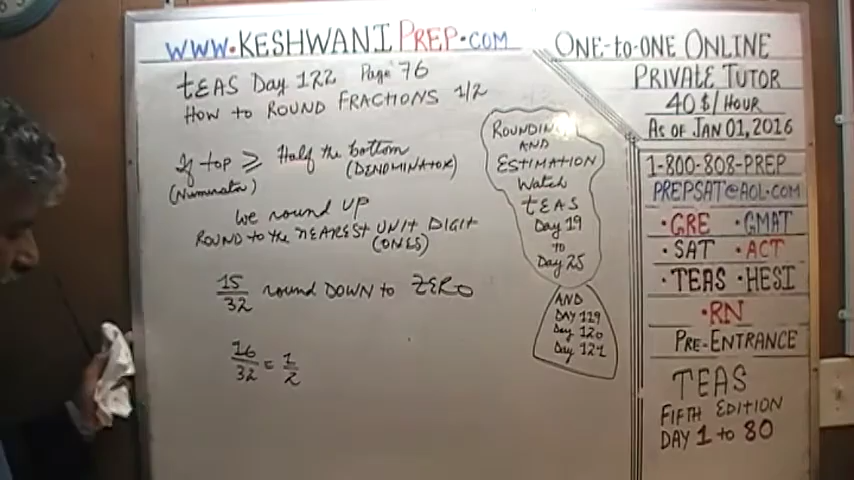 WWW.KESHWANIPREP.COM
TEAS Day 122 Page 76
HOW to ROUND FRACTIONS 1/2
If top ≥ Half the bottom
(Numerator) (DENOMINATOR)
we round UP
ROUND to the NEAREST UNIT DIGIT
(ONES)
15/32 round DOWN to ZERO
16/32 = 1/2
ROUNDING
AND
ESTIMATION
Watch
TEAS
Day 19
to
Day 25
AND
DAY 119
Day 120
Day 121
ONE-to-ONE ONLINE
PRIVATE TUTOR
40 $/HOUR
AS OF JAN 01, 2016
1-800-808-PREP
PREPSAT@AOL.COM
•GRE •GMAT
•SAT •ACT
•TEAS •HESI
•RN
PRE-ENTRANCE
TEAS
FIFTH EDITION
DAY 1 to 80